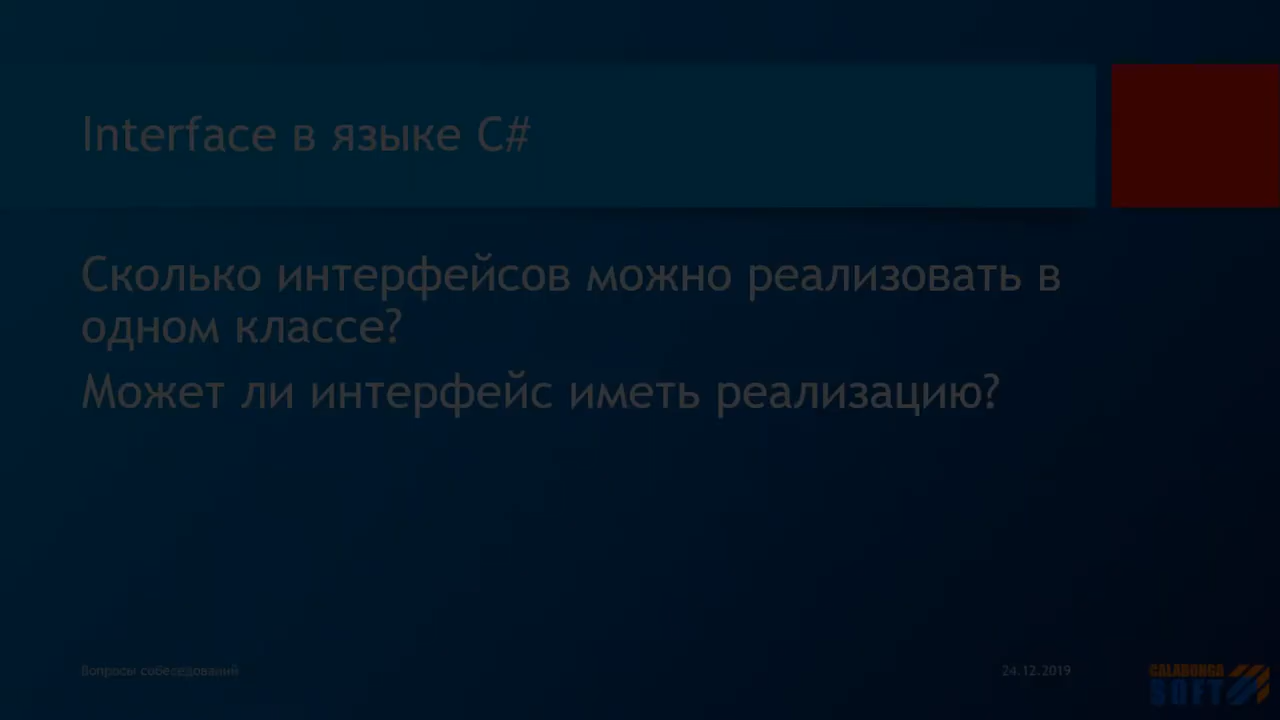 Interface в языке C#
Сколько интерфейсов можно реализовать в
одном классе?
Может ли интерфейс иметь реализацию?
Вопросы собеседований
24.12.2019
CALABONGA
SOFT